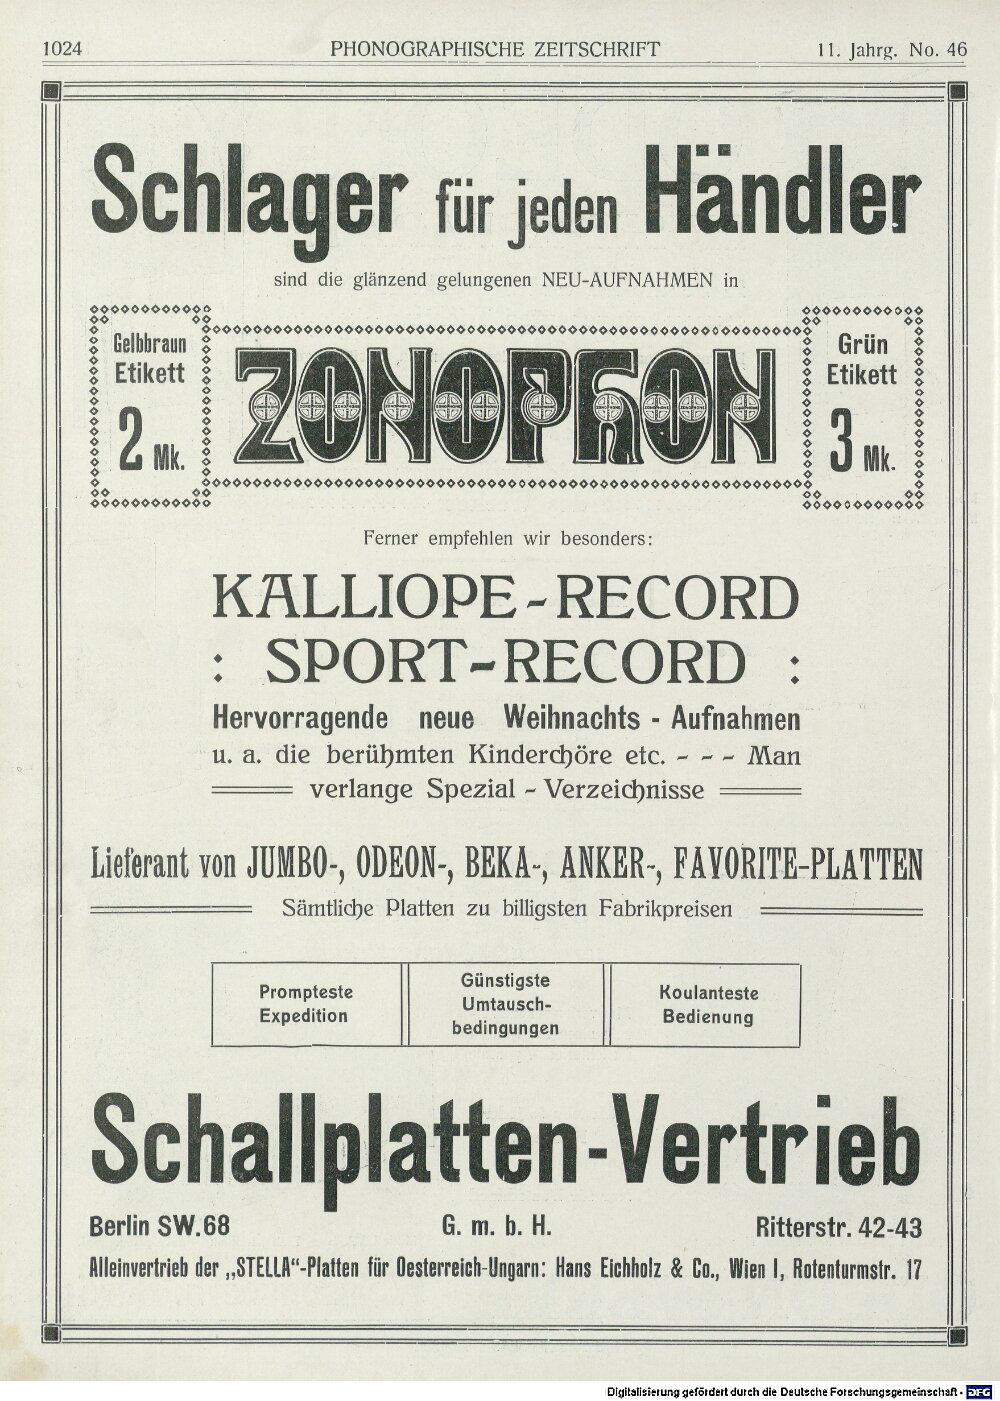 1024 PHONOGRAPHISCHE ZEITSCHRIFT 11. Jahrg. No. 46
Schlager für jeden Händler
sind die glänzend gelungenen NEU-AUFNAHMEN in
Gelbbraun
Etikett
2 Mk.
ZONOPHON
Grün
Etikett
3 Mk.
Ferner empfehlen wir besonders:
KALLIOPE-RECORD
: SPORT-RECORD :
Hervorragende neue Weihnachts - Aufnahmen
u. a. die berühmten Kinderchöre etc. - - - Man
verlange Spezial - Verzeichnisse
Lieferant von JUMBO-, ODEON-, BEKA-, ANKER-, FAVORITE-PLATTEN
Sämtliche Platten zu billigsten Fabrikpreisen
Prompteste
Expedition
Günstigste
Umtausch-
bedingungen
Koulanteste
Bedienung
Schallplatten-Vertrieb
Berlin SW.68 G. m. b. H. Ritterstr. 42-43
Alleinvertrieb der „STELLA“-Platten für Oesterreich-Ungarn: Hans Eichholz & Co., Wien I, Rotenturmstr. 17
Digitalisierung gefördert durch die Deutsche Forschungsgemeinschaft - DFG